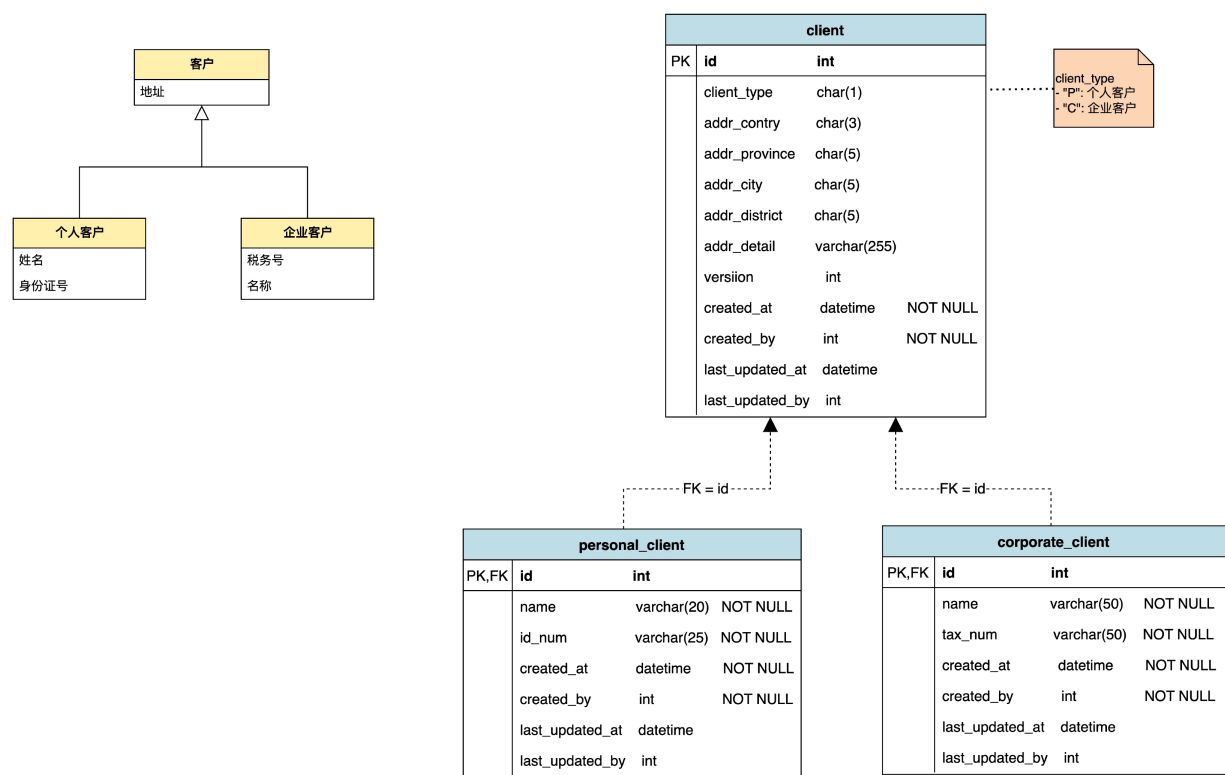 客户
地址
个人客户
姓名
身份证号
企业客户
税务号
名称
client
PK id int
client_type char(1)
addr_contry char(3)
addr_province char(5)
addr_city char(5)
addr_district char(5)
addr_detail varchar(255)
versiion int
created_at datetime NOT NULL
created_by int NOT NULL
last_updated_at datetime
last_updated_by int
client_type
- "P": 个人客户
- "C": 企业客户
FK = id
FK = id
personal_client
PK,FK id int
name varchar(20) NOT NULL
id_num varchar(25) NOT NULL
created_at datetime NOT NULL
created_by int NOT NULL
last_updated_at datetime
last_updated_by int
corporate_client
PK,FK id int
name varchar(50) NOT NULL
tax_num varchar(50) NOT NULL
created_at datetime NOT NULL
created_by int NOT NULL
last_updated_at datetime
last_updated_by int